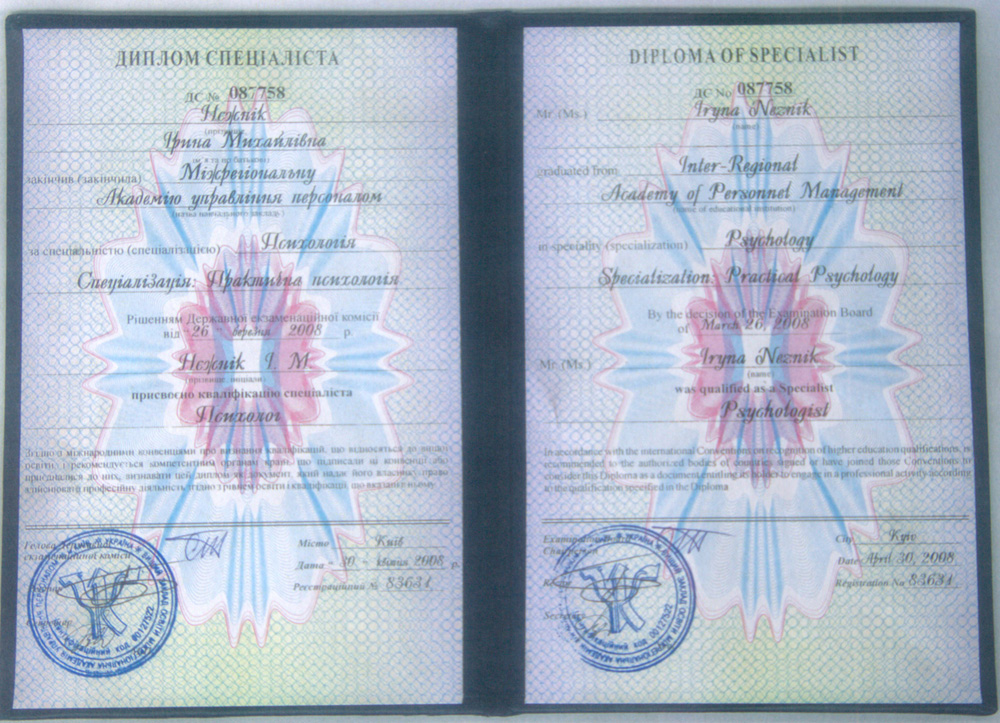 ДИПЛОМ СПЕЦІАЛІСТА
ДС № 087758
Нєжнік
(прізвище)
Ірина Михайлівна
(ім'я та по батькові)
закінчив (закінчила) Міжрегіональну
Академію управління персоналом
(назва навчального закладу)
за спеціальністю (спеціалізацією) Психологія
Спеціалізація: Практична психологія
Рішенням Державної екзаменаційної комісії
від "26" березня 2008 р.
Нєжнік І. М.
(прізвище, ініціали)
присвоєно кваліфікацію спеціаліста
Психолог
Згідно з міжнародними конвенціями про визнання кваліфікацій, що відносяться до вищої
освіти, і рекомендується компетентним органам країн, що підписали ці конвенції або
приєдналися до них, визнавати цей диплом як документ, який надає його власнику право
здійснювати професійну діяльність згідно з рівнем освіти і кваліфікації, що вказані в ньому
Голова Державної
екзаменаційної комісії
Місто Київ
Дата "30" квітня 2008 р.
Реєстраційний № 83631
DIPLOMA OF SPECIALIST
ДС No 087758
Mr. (Ms.) Iryna Neznik
(name)
graduated from Inter-Regional
Academy of Personnel Management
(name of educational institution)
in speciality (specialization) Psychology
Specialization: Practical Psychology
By the decision of the Examination Board
of March 26, 2008
Mr. (Ms.) Iryna Neznik
(name)
was qualified as a Specialist
Psychologist
In accordance with the international Conventions on recognition of higher education qualifications, is
recommended to the authorized bodies of countries signed or have joined those Conventions to
consider this Diploma as a document entitling its holder to engage in a professional activity according
to the qualification specified in the Diploma
City Kyiv
Date April 30, 2008
Registration No 83631